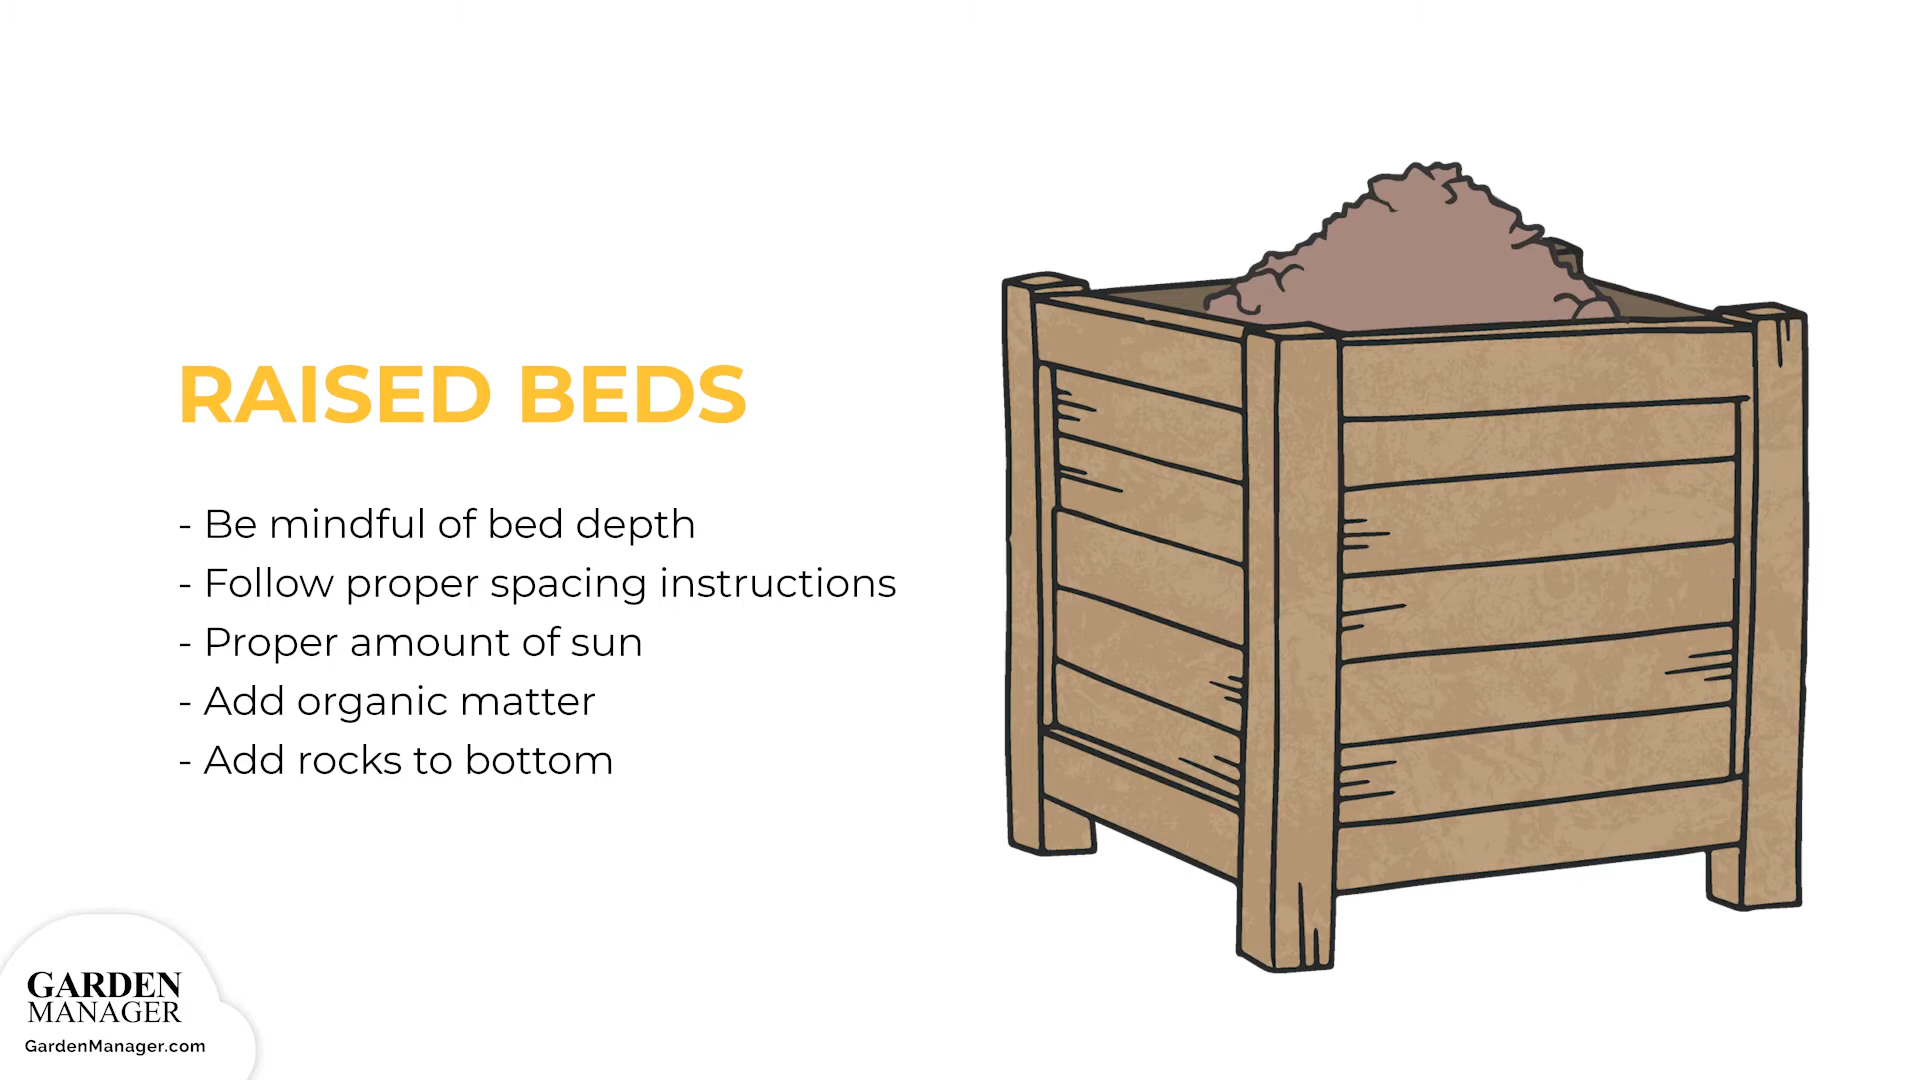 RAISED BEDS
- Be mindful of bed depth
- Follow proper spacing instructions
- Proper amount of sun
- Add organic matter
- Add rocks to bottom
GARDEN
MANAGER
GardenManager.com